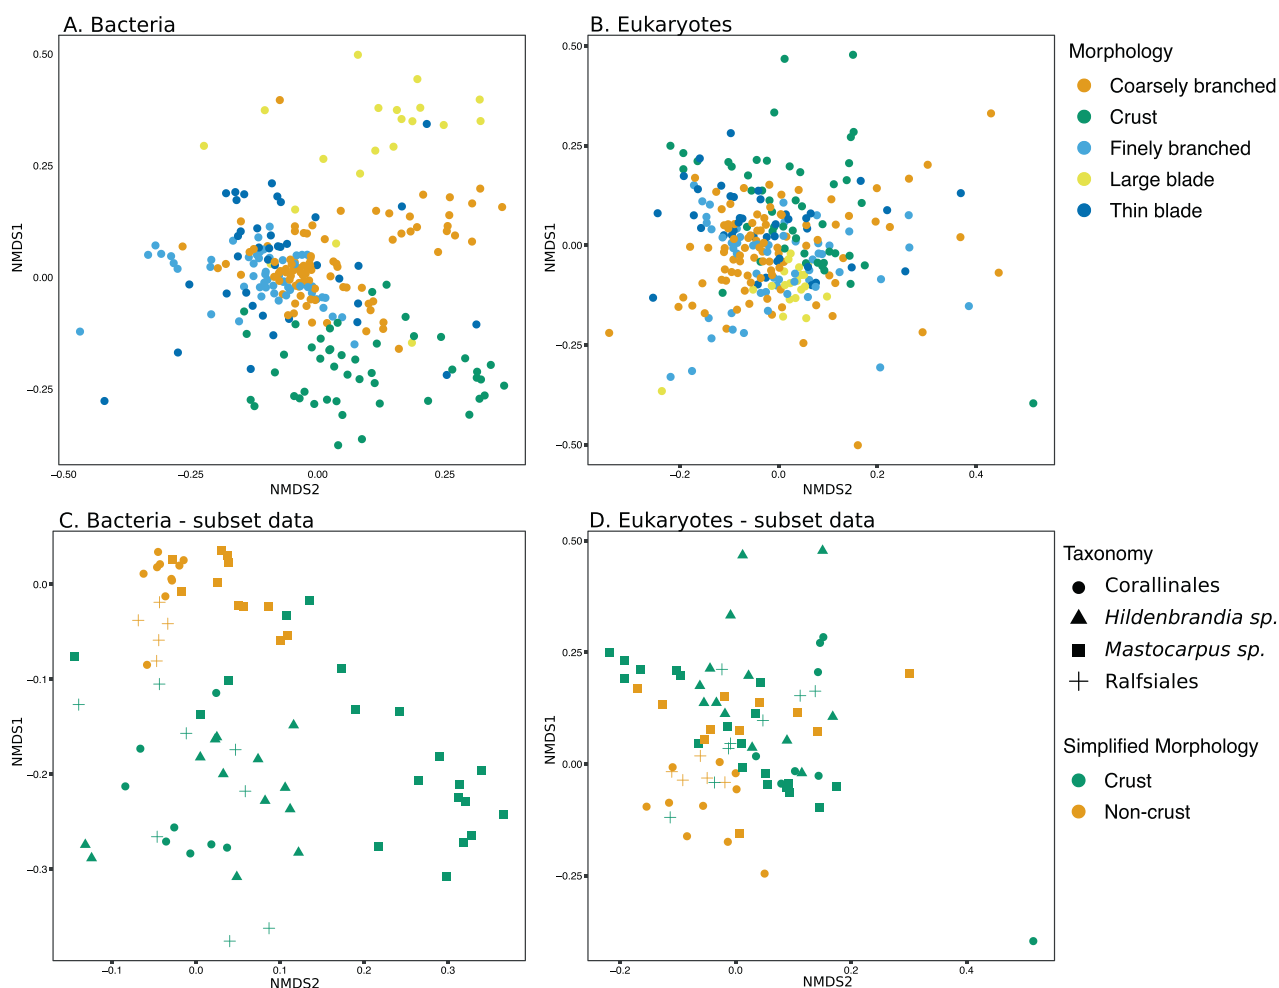 A. Bacteria
0.50
0.25
0.00
−0.25
NMDS1
−0.50
−0.25
0.00
0.25
NMDS2
B. Eukaryotes
0.50
0.25
0.00
−0.25
−0.50
NMDS1
−0.2
0.0
0.2
0.4
NMDS2
Morphology
Coarsely branched
Crust
Finely branched
Large blade
Thin blade
C. Bacteria - subset data
0.0
−0.1
−0.2
−0.3
NMDS1
−0.1
0.0
0.1
0.2
0.3
NMDS2
D. Eukaryotes - subset data
0.50
0.25
0.00
−0.25
NMDS1
−0.2
0.0
0.2
0.4
NMDS2
Taxonomy
Corallinales
Hildenbrandia sp.
Mastocarpus sp.
Ralfsiales
Simplified Morphology
Crust
Non-crust